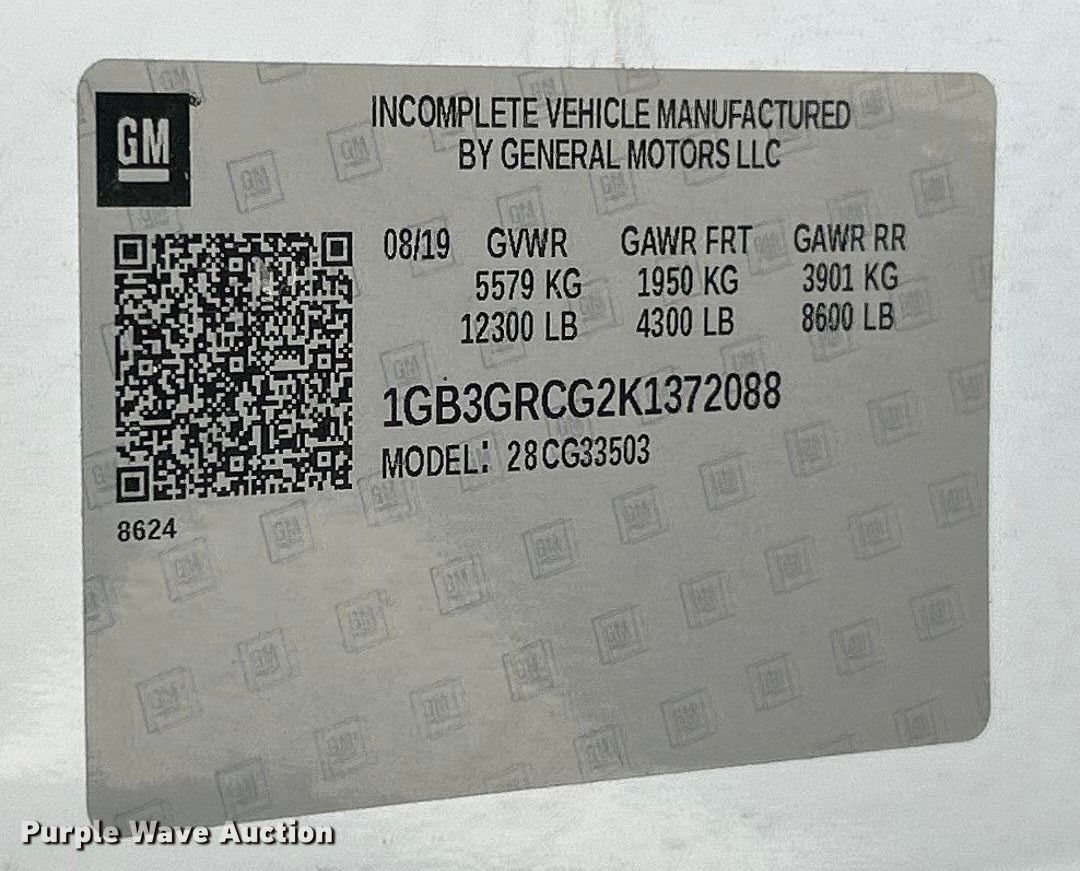 GM
INCOMPLETE VEHICLE MANUFACTURED
BY GENERAL MOTORS LLC
08/19 GVWR GAWR FRT GAWR RR
5579 KG 1950 KG 3901 KG
12300 LB 4300 LB 8600 LB
1GB3GRCG2K1372088
MODEL: 28CG33503
8624
Purple Wave Auction